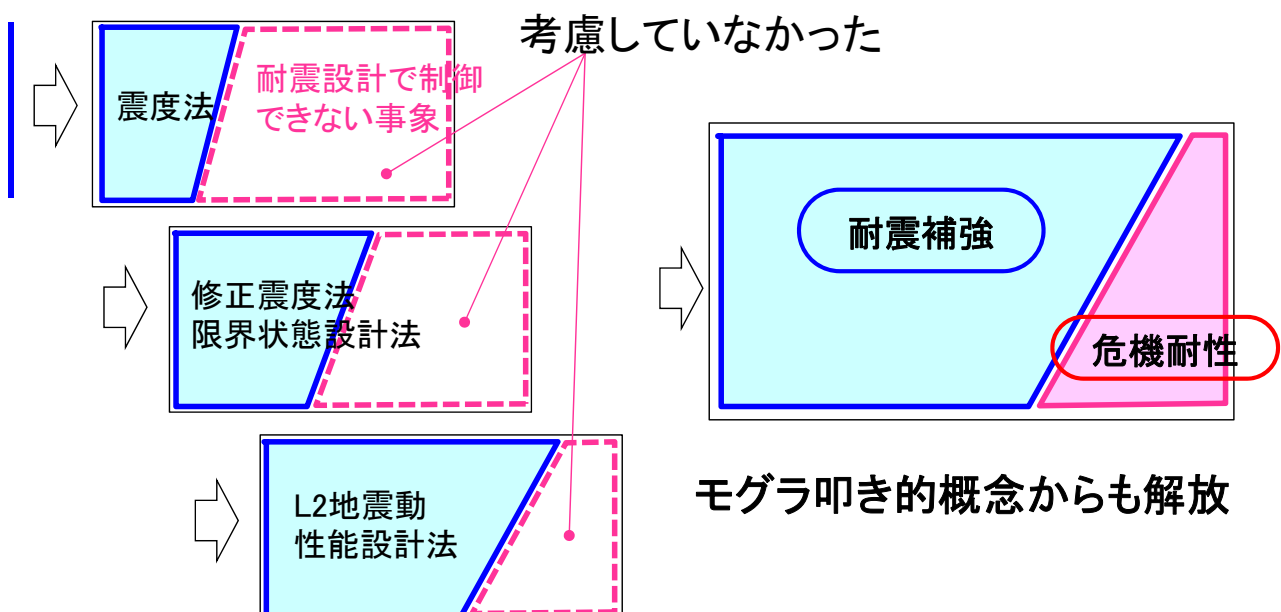 考慮していなかった
震度法
耐震設計で制御
できない事象
修正震度法
限界状態設計法
L2地震動
性能設計法
耐震補強
危機耐性
モグラ叩き的概念からも解放